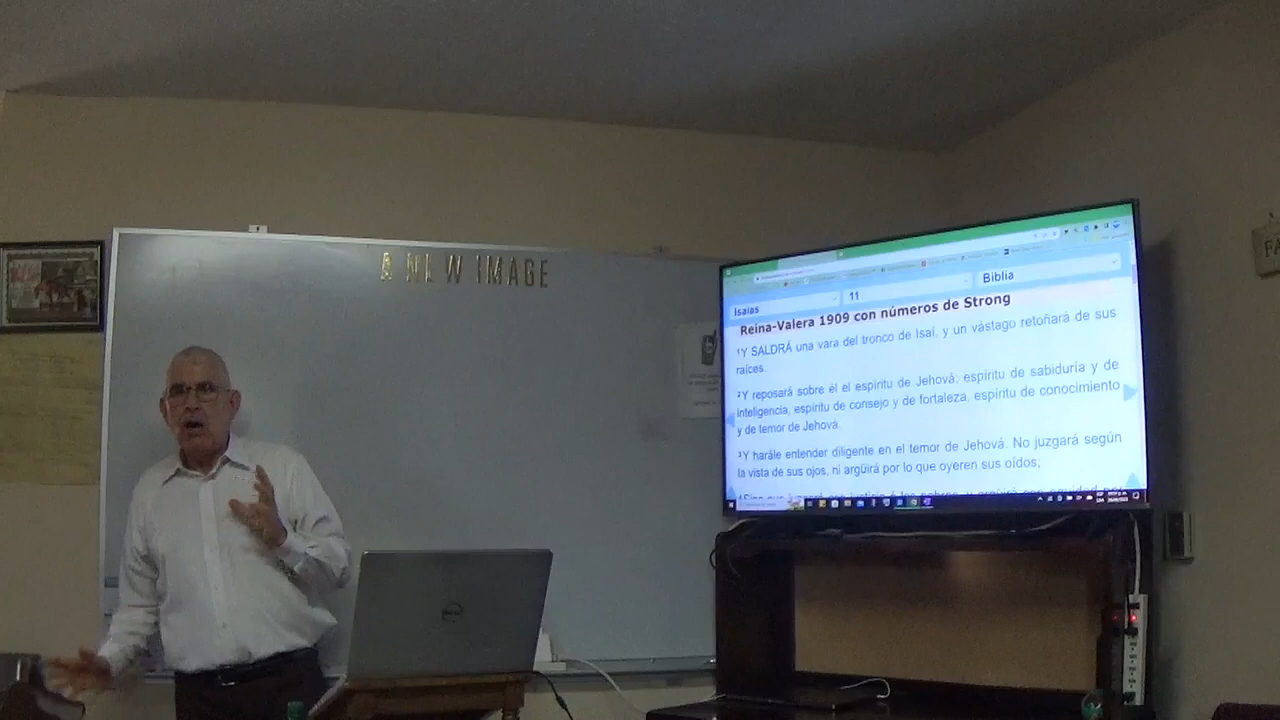 A NEW IMAGE
Isaías
11
Biblia
Reina-Valera 1909 con números de Strong
1Y SALDRÁ una vara del tronco de Isaí, y un vástago retoñará de sus
raíces.
2Y reposará sobre él el espíritu de Jehová; espíritu de sabiduría y de
inteligencia, espíritu de consejo y de fortaleza, espíritu de conocimiento
y de temor de Jehová.
3Y harále entender diligente en el temor de Jehová. No juzgará según
la vista de sus ojos, ni argüirá por lo que oyeren sus oídos;
DELL